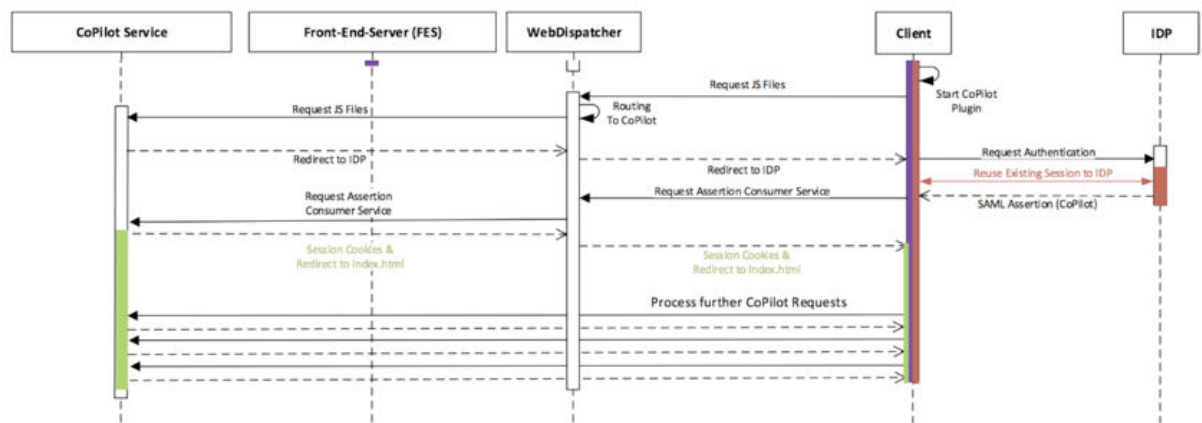 CoPilot Service
Front-End-Server (FES)
WebDispatcher
Client
IDP
Request JS Files
Start CoPilot
Plugin
Request JS Files
Routing
To CoPilot
Redirect to IDP
Redirect to IDP
Request Authentication
Reuse Existing Session to IDP
Request Assertion Consumer Service
SAML Assertion (CoPilot)
Request Assertion
Consumer Service
Session Cookies &
Redirect to Index.html
Session Cookies &
Redirect to Index.html
Process further CoPilot Requests